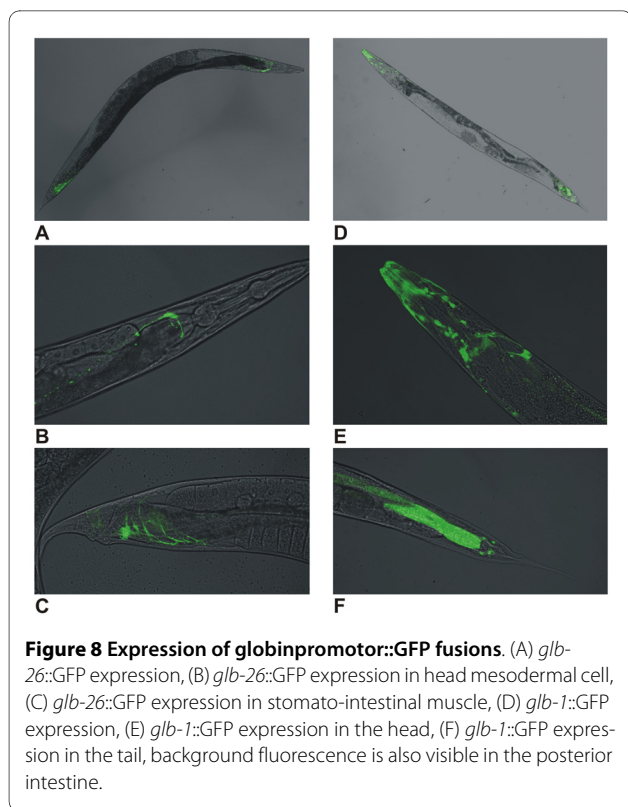 A
D
B
E
C
F
Figure 8 Expression of globinpromotor::GFP fusions. (A) glb-
26::GFP expression, (B) glb-26::GFP expression in head mesodermal cell,
(C) glb-26::GFP expression in stomato-intestinal muscle, (D) glb-1::GFP
expression, (E) glb-1::GFP expression in the head, (F) glb-1::GFP expres-
sion in the tail, background fluorescence is also visible in the posterior
intestine.